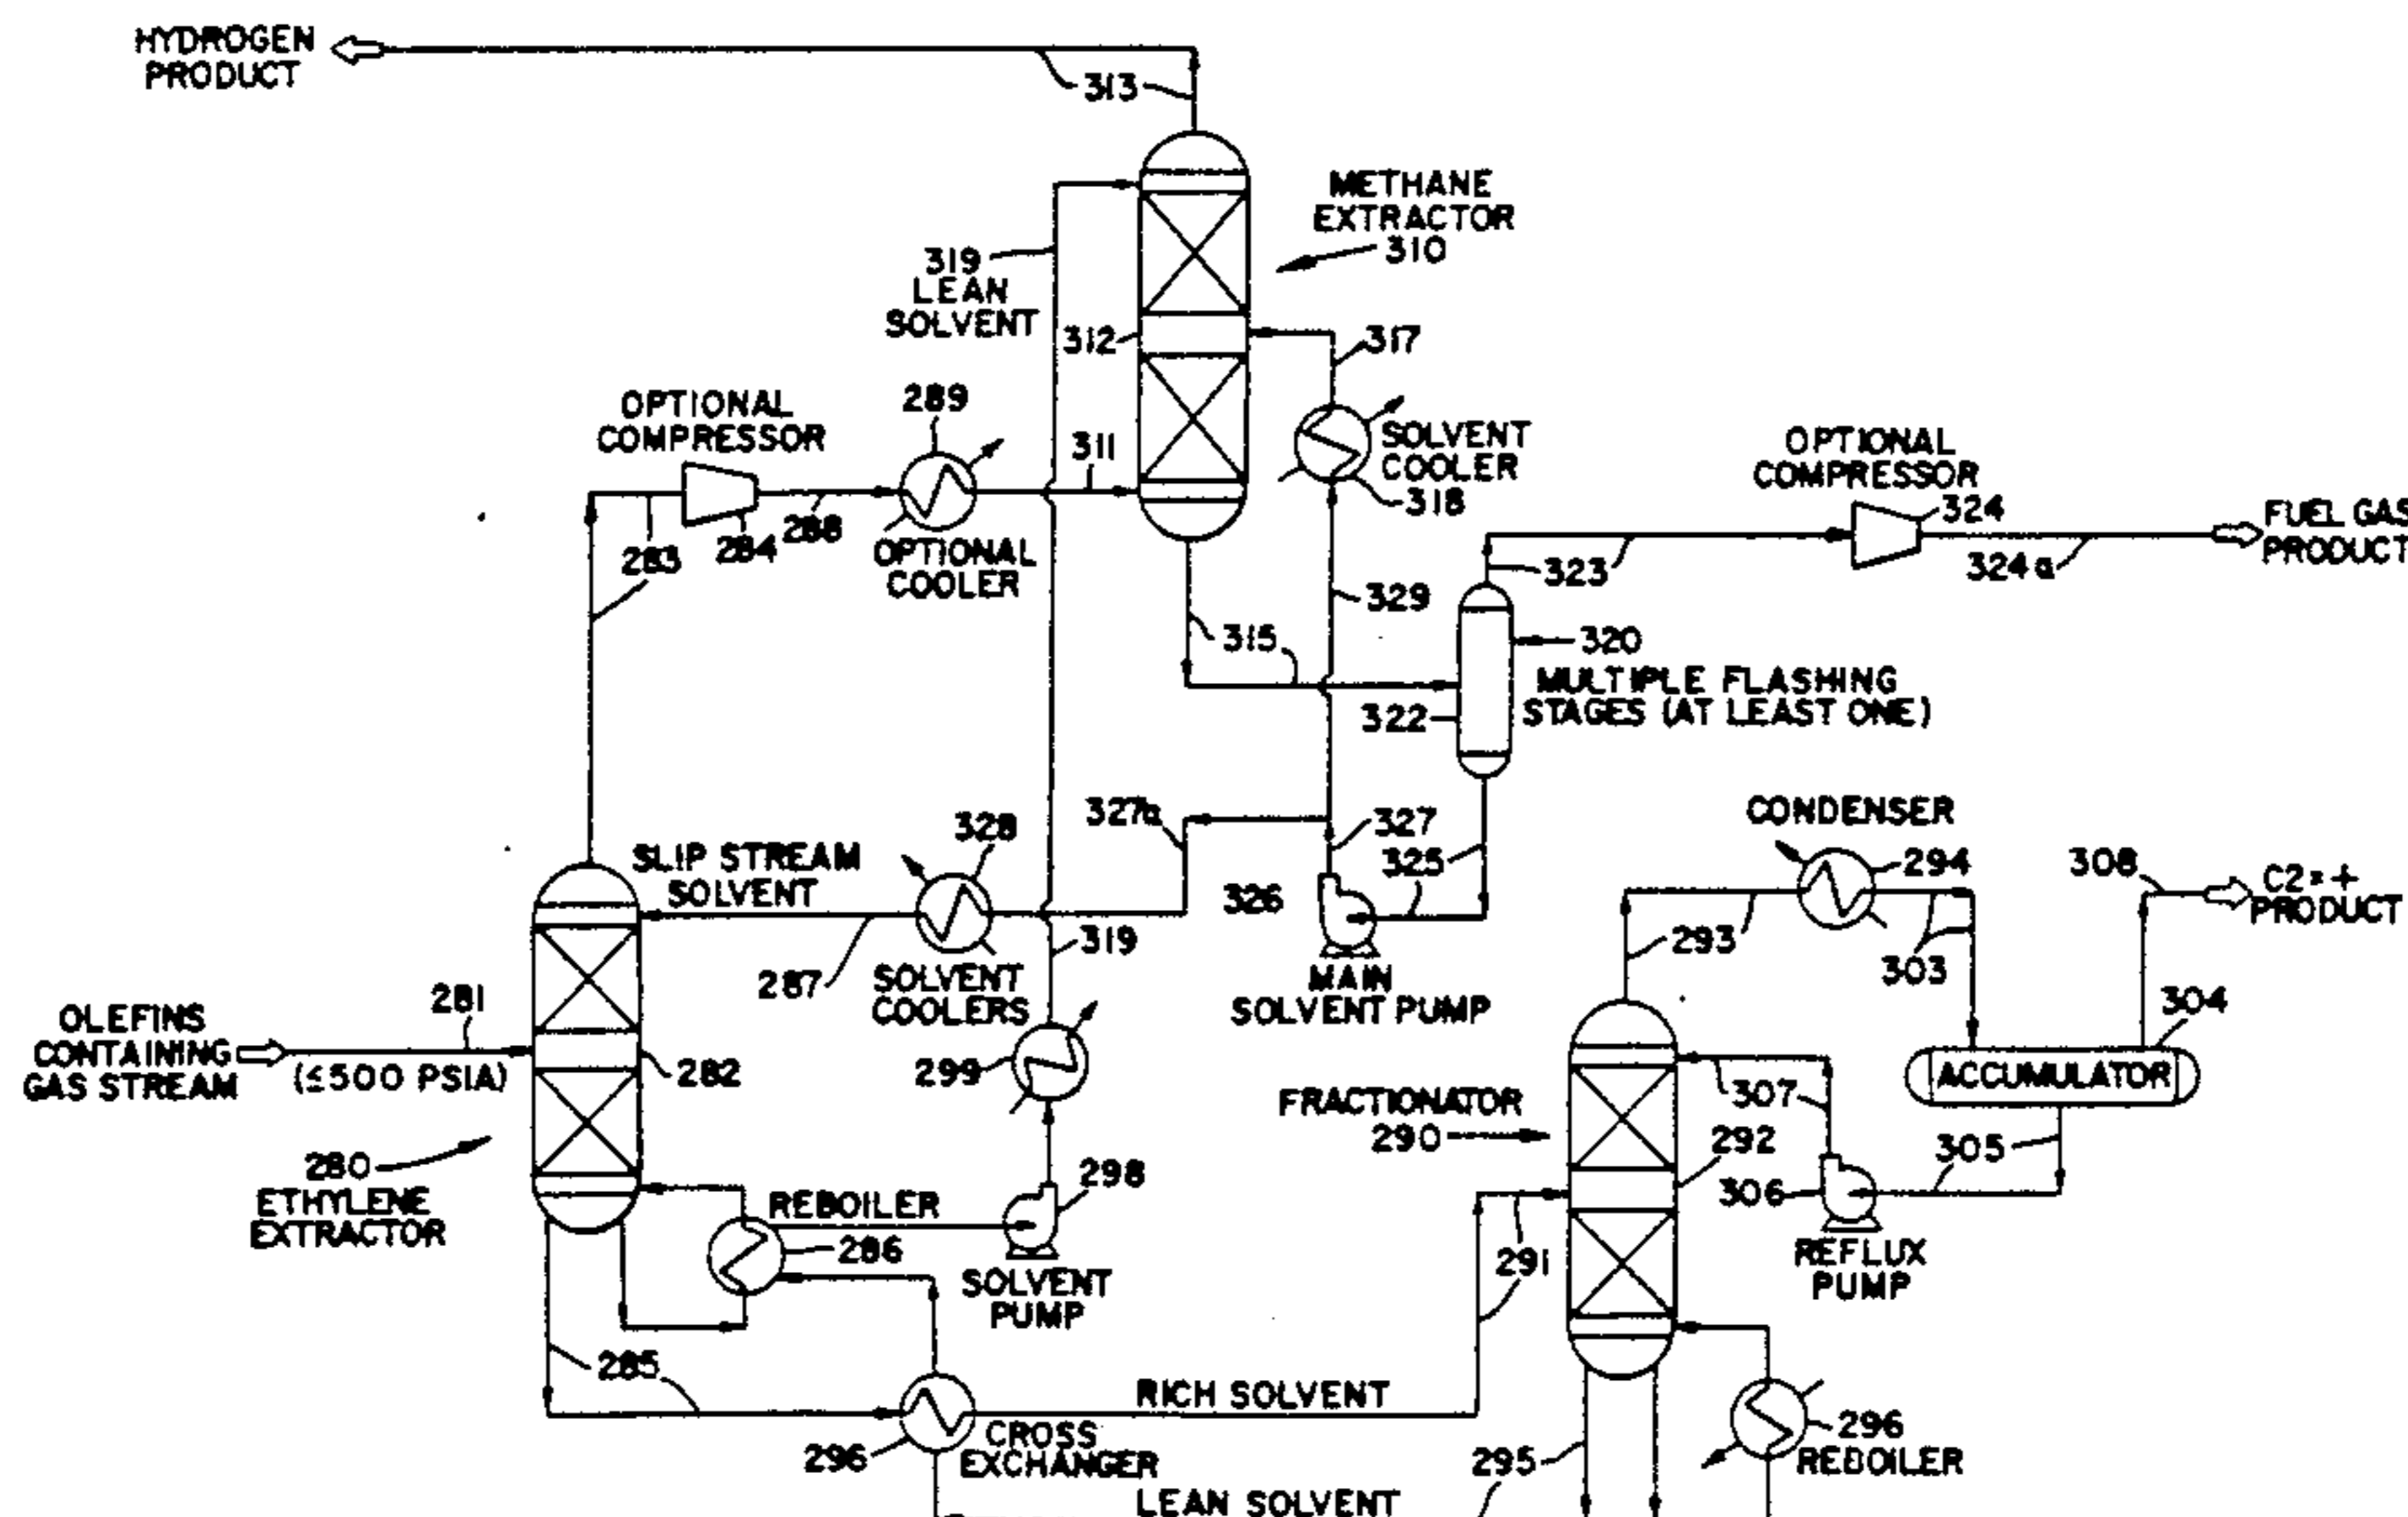 HYDROGEN
PRODUCT
313
METHANE
EXTRACTOR
310
319
LEAN
SOLVENT
312
317
OPTIONAL
COMPRESSOR
289
311
SOLVENT
COOLER
318
283
284
288
OPTIONAL
COOLER
OPTIONAL
COMPRESSOR
324
FUEL GAS
PRODUCT
324a
323
329
315
320
MULTIPLE FLASHING
STAGES (AT LEAST ONE)
322
327a
327
325
326
MAIN
SOLVENT PUMP
SLIP STREAM
SOLVENT
328
287
SOLVENT
COOLERS
319
CONDENSER
294
308
C2=+
PRODUCT
293
303
304
ACCUMULATOR
OLEFINS
CONTAINING
GAS STREAM
281
(≤500 PSIA)
282
299
FRACTIONATOR
290
307
292
305
306
REFLUX
PUMP
280
ETHYLENE
EXTRACTOR
REBOILER
286
298
SOLVENT
PUMP
291
285
RICH SOLVENT
296
CROSS
EXCHANGER
295
296
REBOILER
LEAN SOLVENT